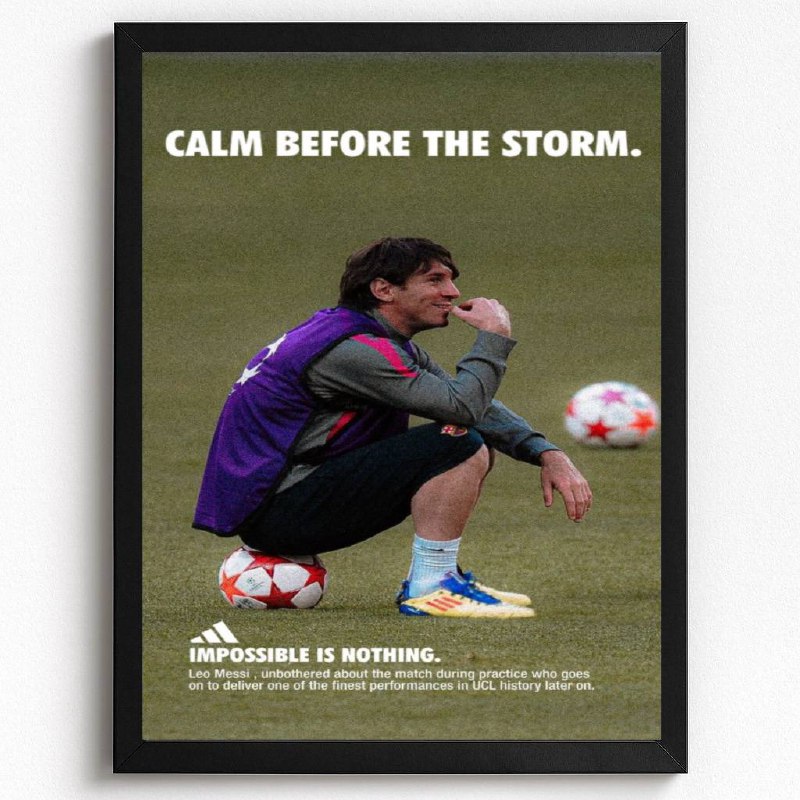 CALM BEFORE THE STORM.
IMPOSSIBLE IS NOTHING.
Leo Messi , unbothered about the match during practice who goes
on to deliver one of the finest performances in UCL history later on.